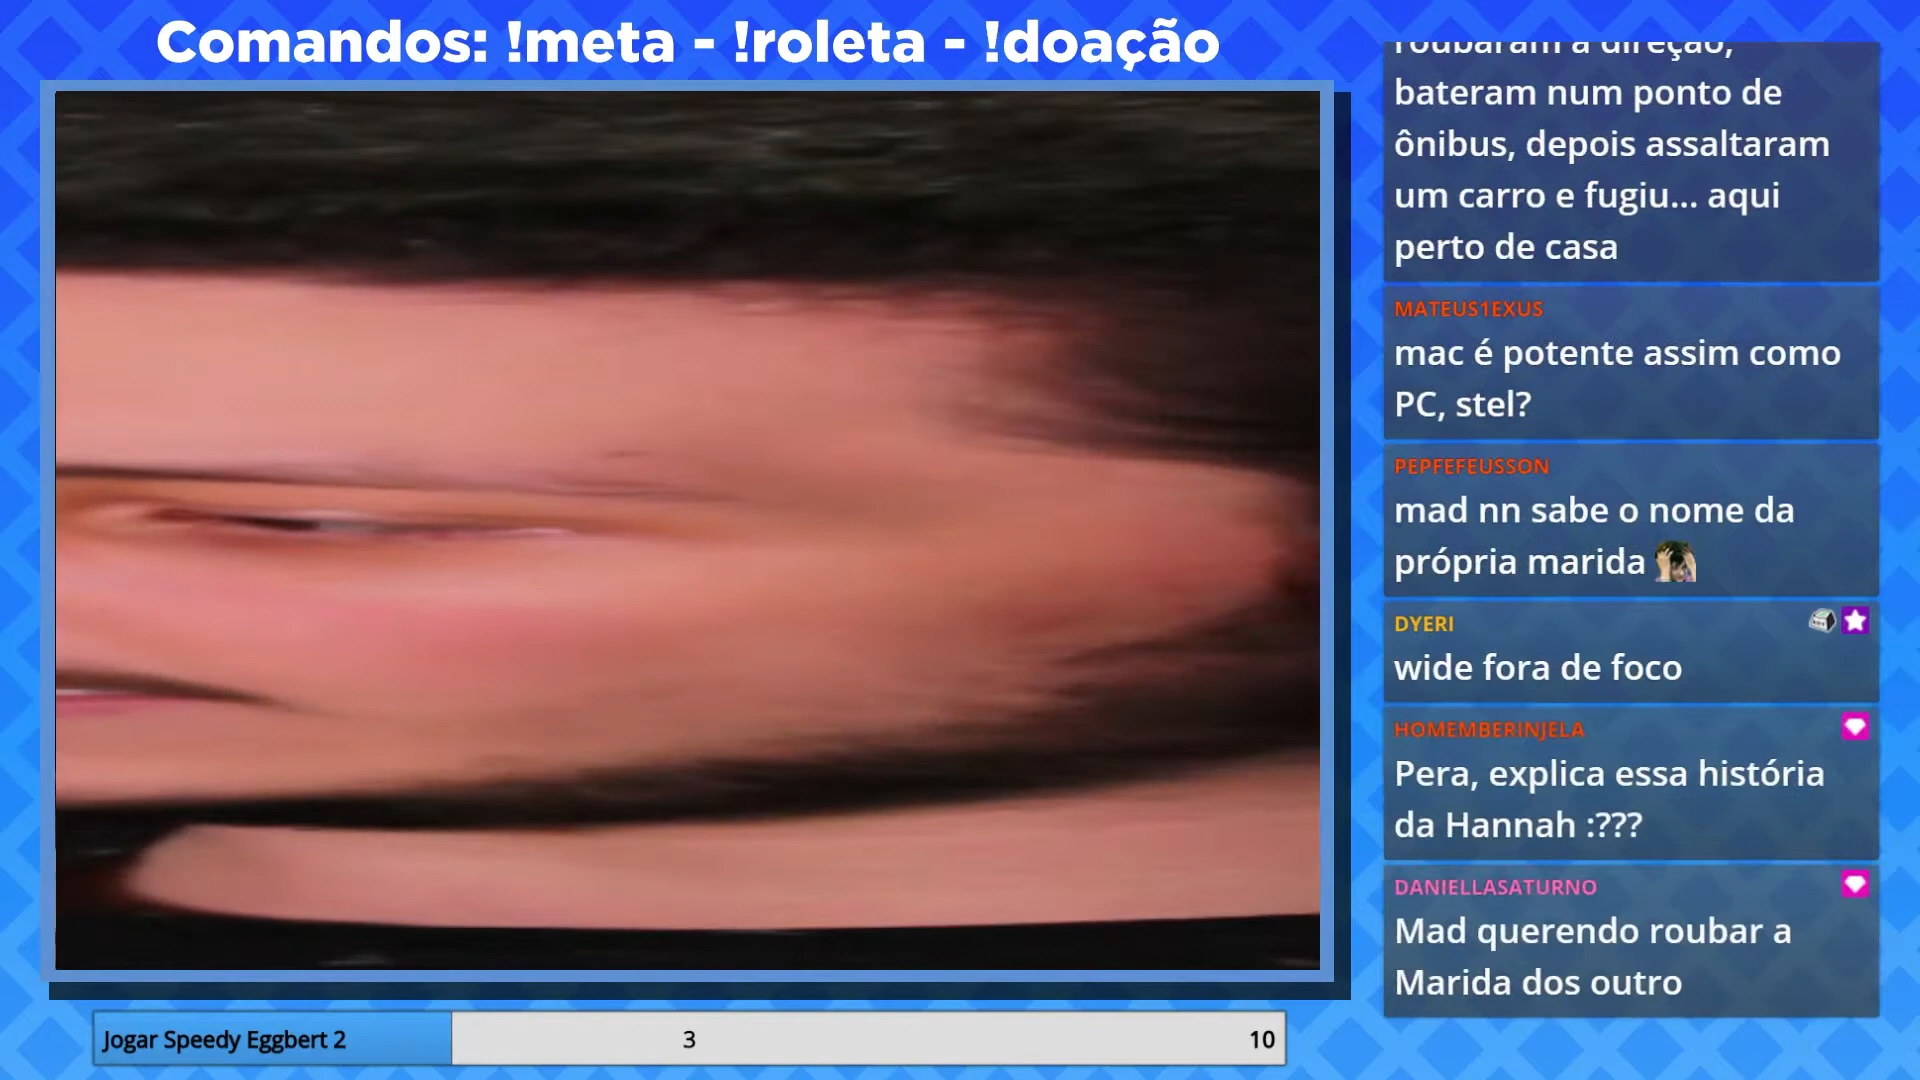 Comandos: !meta - !roleta - !doação
roubaram a direção,
bateram num ponto de
ônibus, depois assaltaram
um carro e fugiu... aqui
perto de casa
MATEUS1EXUS
mac é potente assim como
PC, stel?
PEPFEFEUSSON
mad nn sabe o nome da
própria marida
DYERI
wide fora de foco
HOMEMBERINJELA
Pera, explica essa história
da Hannah :???
DANIELLASATURNO
Mad querendo roubar a
Marida dos outro
Jogar Speedy Eggbert 2 3 10